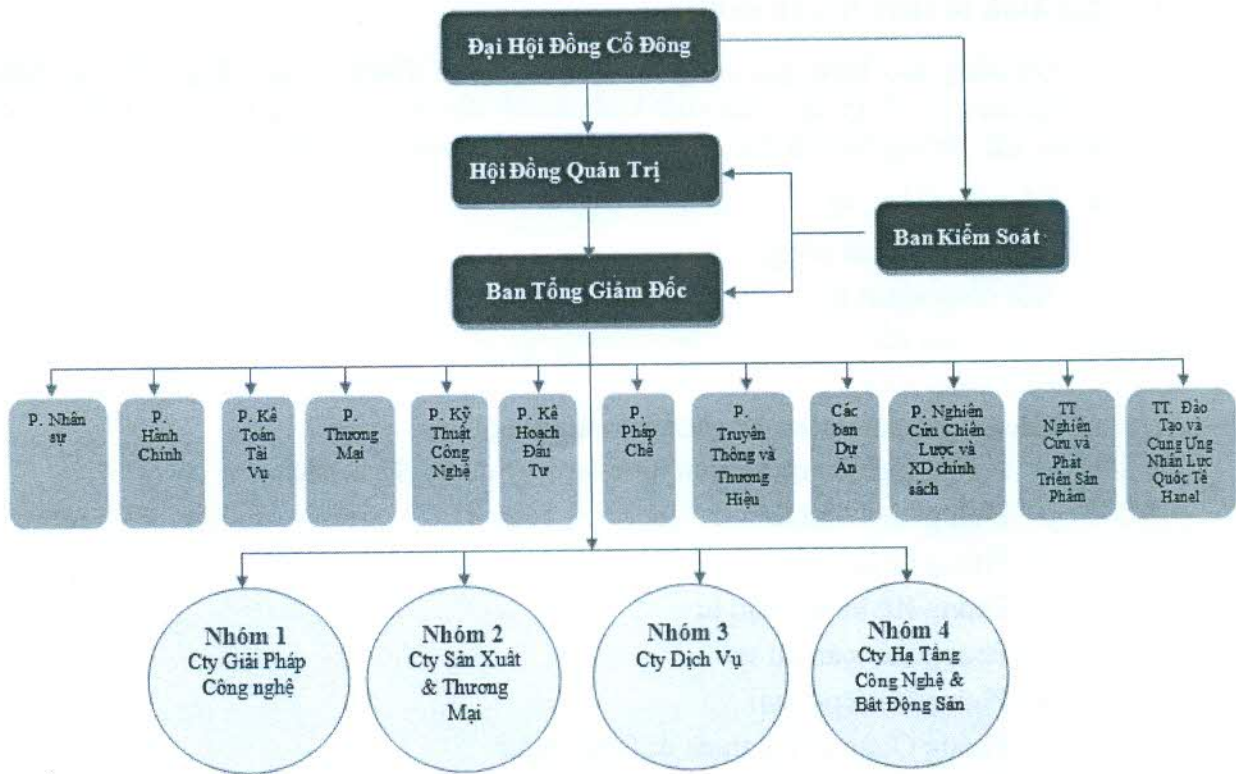 Đại Hội Đồng Cổ Đông
Hội Đồng Quản Trị
Ban Kiểm Soát
Ban Tổng Giám Đốc
P. Nhân
sự
P.
Hành
Chính
P. Kế
Toán
Tài
Vụ
P.
Thương
Mại
P. Kỹ
Thuật
Công
Nghệ
P. Kế
Hoạch
Đầu
Tư
P.
Pháp
Chế
P.
Truyền
Thông và
Thương
Hiệu
Các
ban
Dự
Án
P. Nghiên
Cứu Chiến
Lược và
XD chính
sách
TT
Nghiên
Cứu và
Phát
Triển Sản
Phẩm
TT. Đào
Tạo và
Cung Ứng
Nhân Lực
Quốc Tế
Hanel
Nhóm 1
Cty Giải Pháp
Công nghệ
Nhóm 2
Cty Sản Xuất
& Thương
Mại
Nhóm 3
Cty Dịch Vụ
Nhóm 4
Cty Hạ Tầng
Công Nghệ &
Bất Động Sản